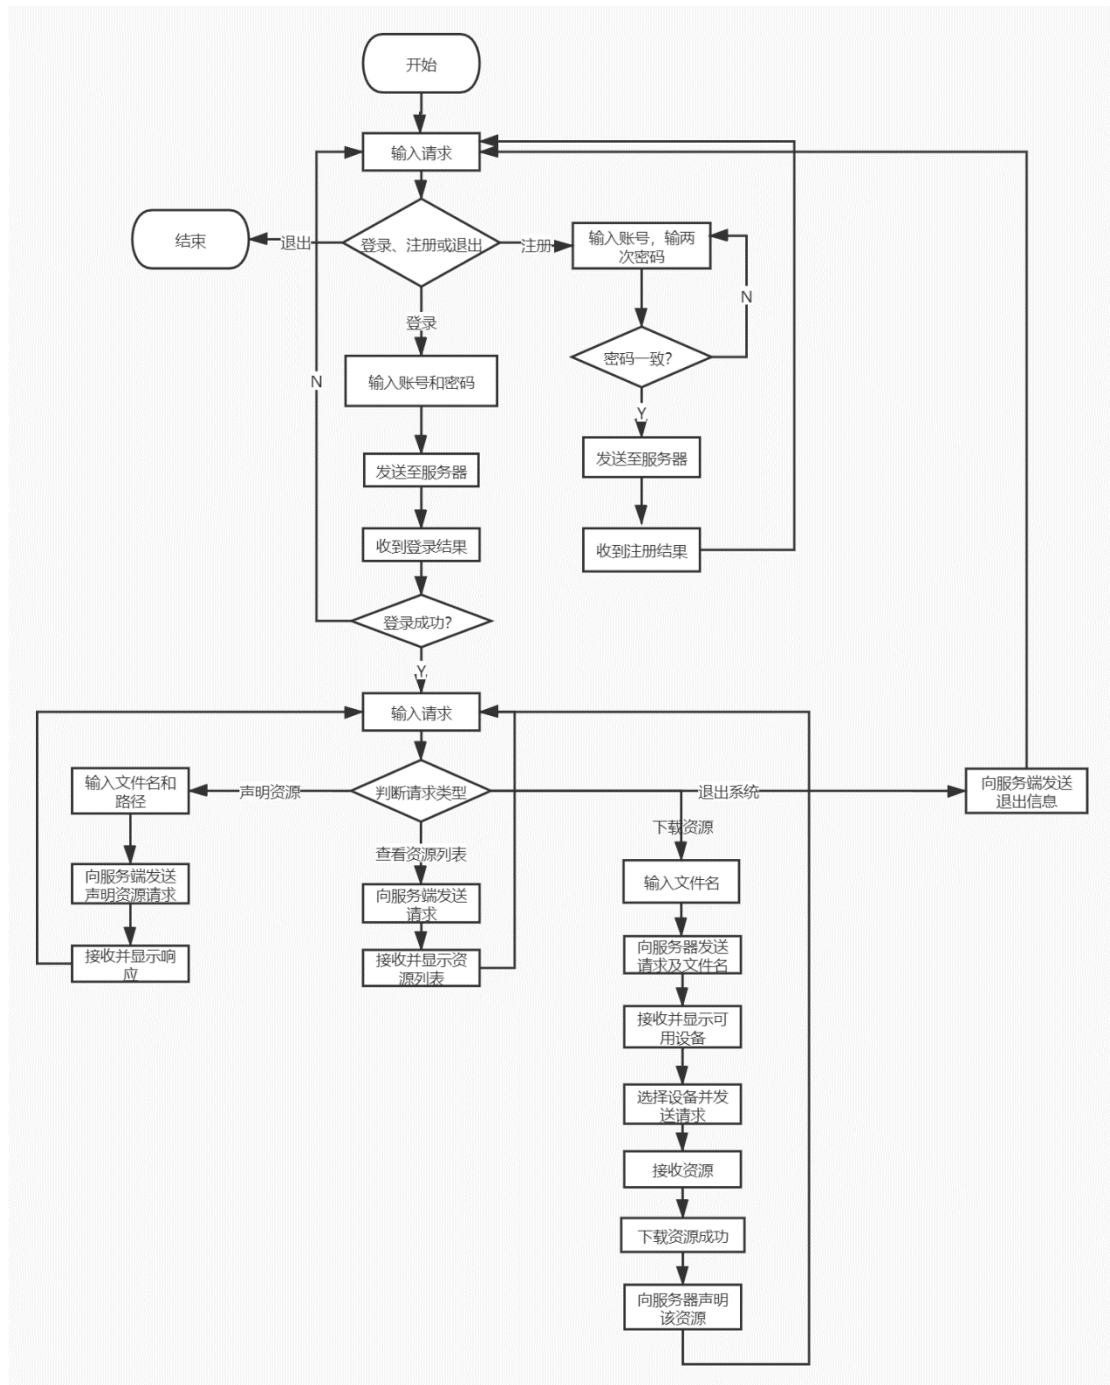 开始
输入请求
登录、注册或退出
退出
结束
注册
输入账号，输两
次密码
N
密码一致?
Y
发送至服务器
收到注册结果
登录
输入账号和密码
发送至服务器
收到登录结果
登录成功?
N
Y
输入请求
判断请求类型
声明资源
输入文件名和
路径
向服务端发送
声明资源请求
接收并显示响
应
查看资源列表
向服务端发送
请求
接收并显示资
源列表
下载资源
输入文件名
向服务器发送
请求及文件名
接收并显示可
用设备
选择设备并发
送请求
接收资源
下载资源成功
向服务器声明
该资源
退出系统
向服务端发送
退出信息